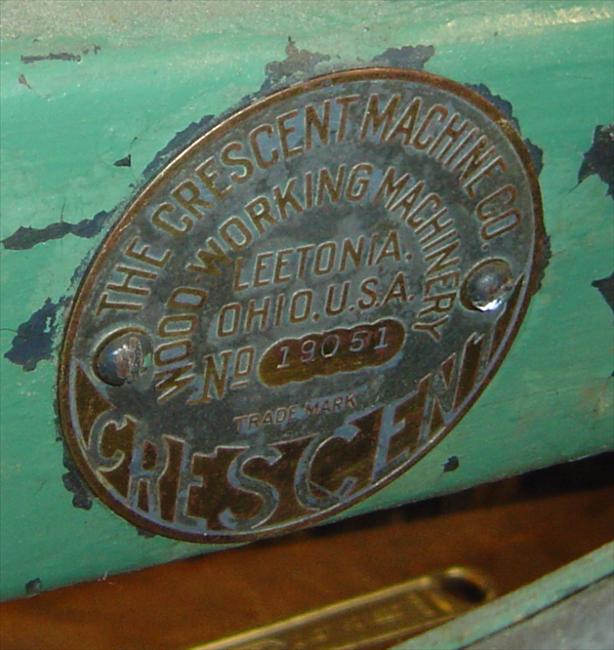 THE CRESCENT MACHINE CO.
WOOD WORKING MACHINERY
LEETONIA.
OHIO. U.S.A.
No 19051
TRADE MARK
CRESCENT